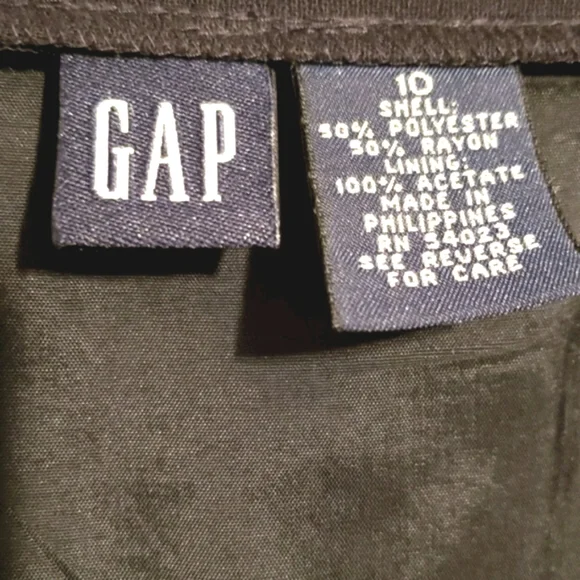 GAP
10
SHELL:
50% POLYESTER
50% RAYON
LINING:
100% ACETATE
MADE IN
PHILIPPINES
RN 54023
SEE REVERSE
FOR CARE